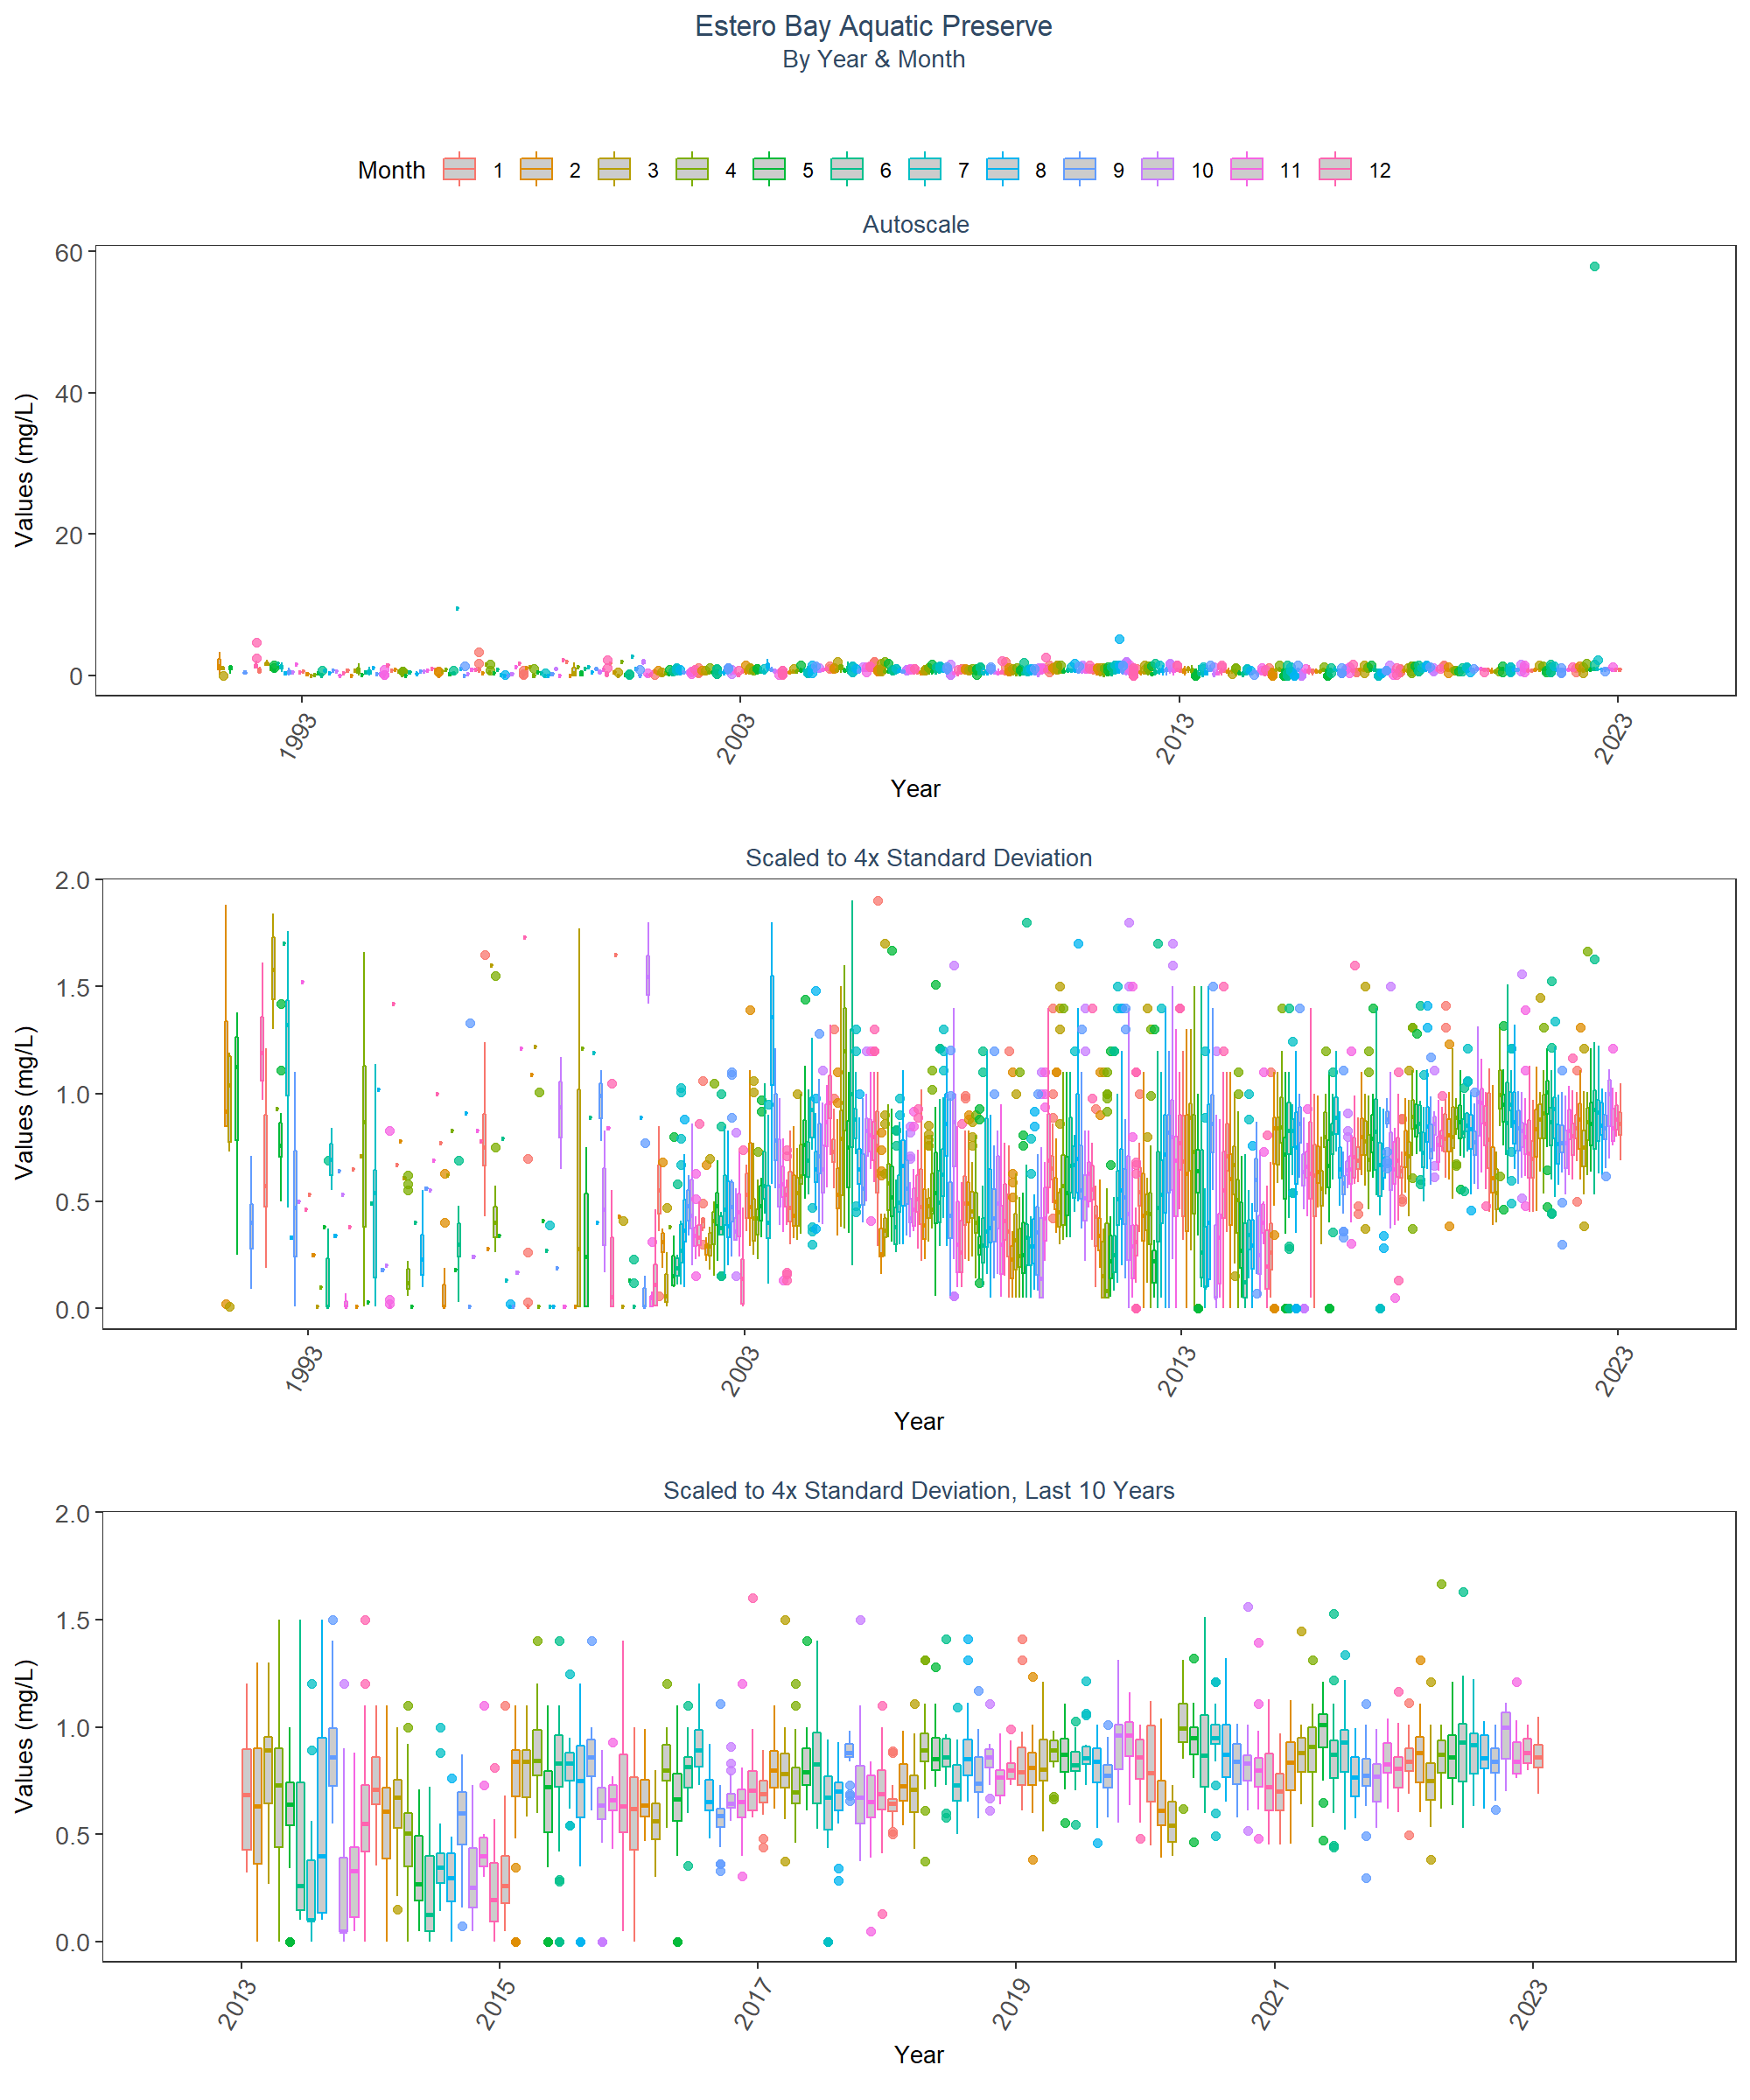 Estero Bay Aquatic Preserve
By Year & Month
Month 1 2 3 4 5 6 7 8 9 10 11 12
Autoscale
60
40
20
0
Values (mg/L)
1993 2003 2013 2023
Year
Scaled to 4x Standard Deviation
2.0
1.5
1.0
0.5
0.0
Values (mg/L)
1993 2003 2013 2023
Year
Scaled to 4x Standard Deviation, Last 10 Years
2.0
1.5
1.0
0.5
0.0
Values (mg/L)
2013 2015 2017 2019 2021 2023
Year